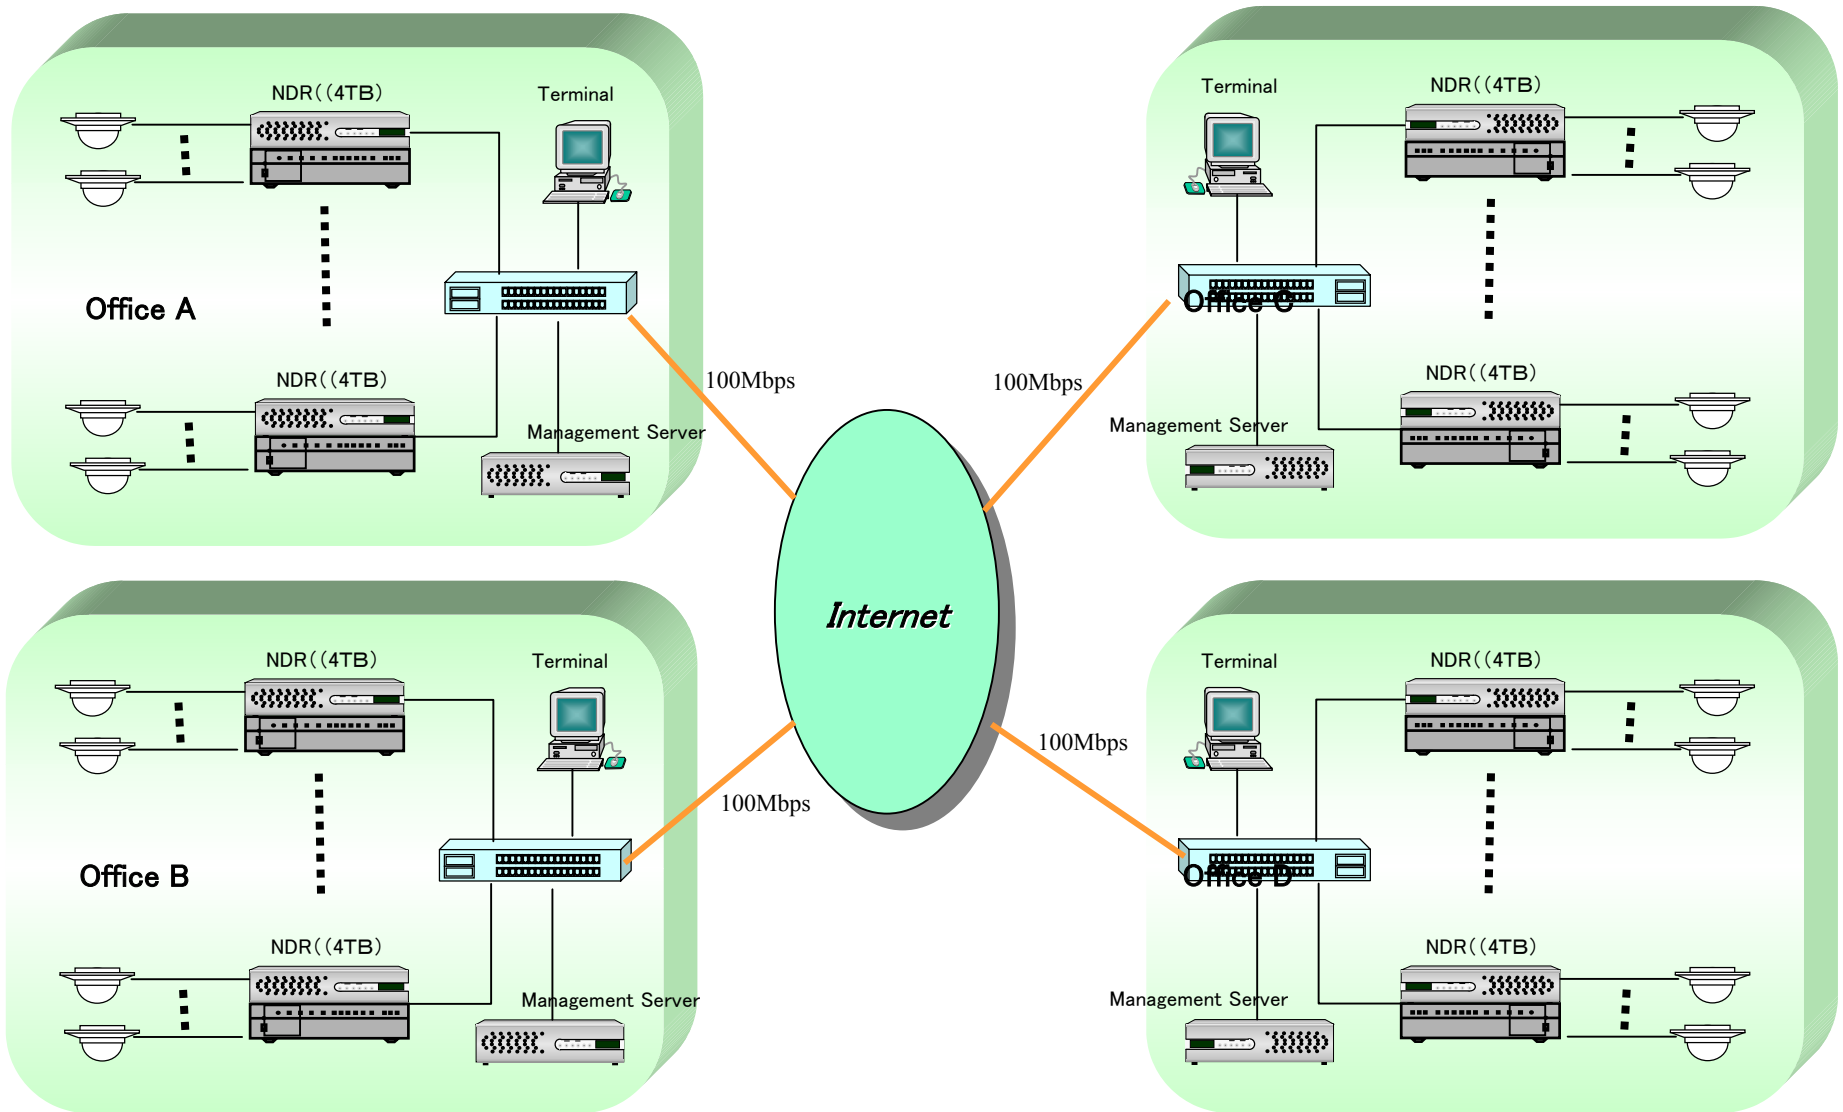 NDR((4TB)
Terminal
Office A
NDR((4TB)
Management Server
100Mbps
Terminal
NDR((4TB)
Office C
100Mbps
NDR((4TB)
Management Server
Internet
NDR((4TB)
Terminal
Office B
100Mbps
NDR((4TB)
Management Server
Terminal
NDR((4TB)
100Mbps
Office D
NDR((4TB)
Management Server